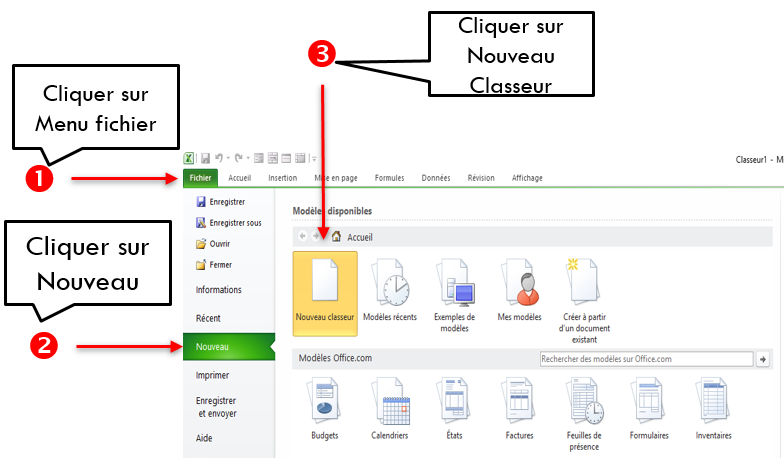 Cliquer sur
Nouveau
Classeur
3
Cliquer sur
Menu fichier
1
Classeur1 - M
Fichier Accueil Insertion Mise en page Formules Données Révision Affichage
Enregistrer
Enregistrer sous
Ouvrir
Fermer
Informations
Récent
Nouveau
Imprimer
Enregistrer
et envoyer
Aide
Cliquer sur
Nouveau
2
Modèles disponibles
Accueil
Nouveau classeur
Modèles récents
Exemples de
modèles
Mes modèles
Créer à partir
d'un document
existant
Modèles Office.com
Rechercher des modèles sur Office.com
Budgets
Calendriers
États
Factures
Feuilles de
présence
Formulaires
Inventaires